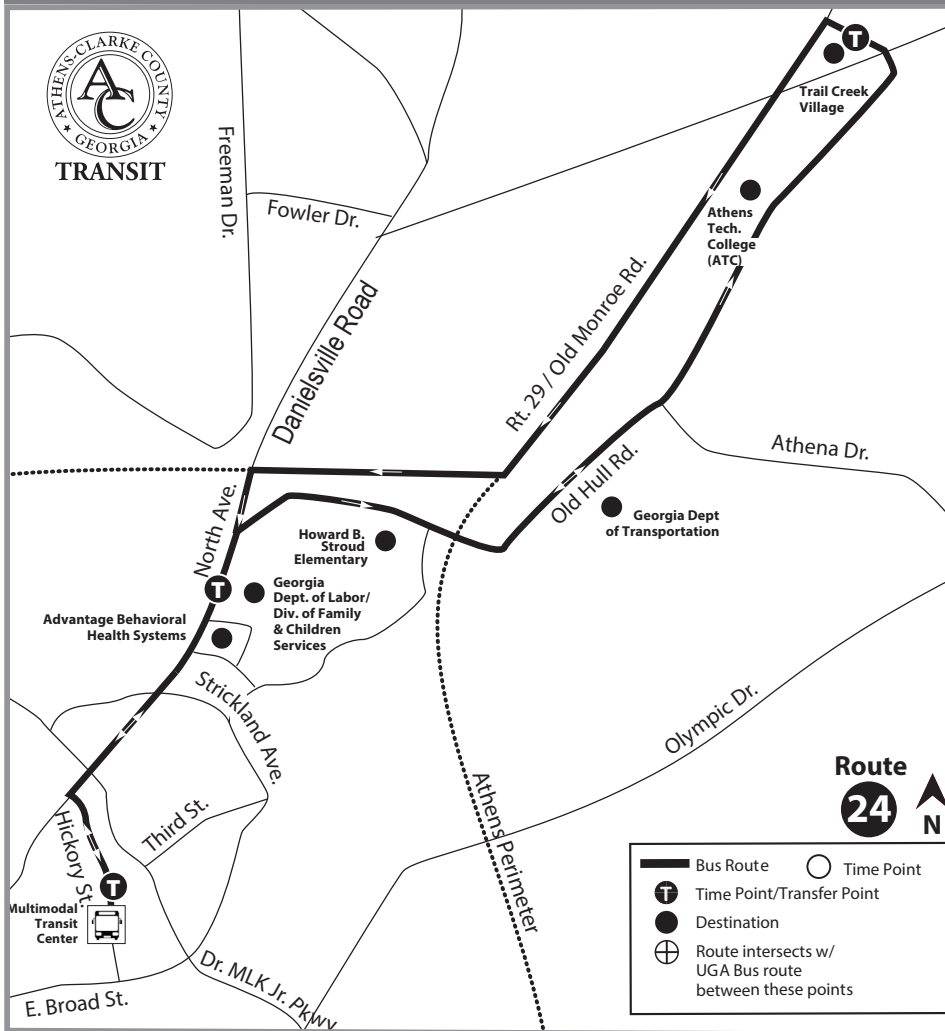 ATHENS-CLARKE COUNTY
AC
★ GEORGIA ★
TRANSIT
Freeman Dr.
Fowler Dr.
Danielsville Road
T
Trail Creek
Village
Athens
Tech.
College
(ATC)
Rt. 29 / Old Monroe Rd.
Athena Dr.
Old Hull Rd.
Georgia Dept
of Transportation
North Ave.
Howard B.
Stroud
Elementary
T
Georgia
Dept. of Labor/
Div. of Family
& Children
Services
Advantage Behavioral
Health Systems
Strickland Ave.
Olympic Dr.
Athens Perimeter
Third St.
Hickory St.
T
Multimodal
Transit
Center
E. Broad St.
Dr. MLK Jr. Pkwy
Route
24
N
Bus Route
Time Point
T Time Point/Transfer Point
Destination
Route intersects w/
UGA Bus route
between these points